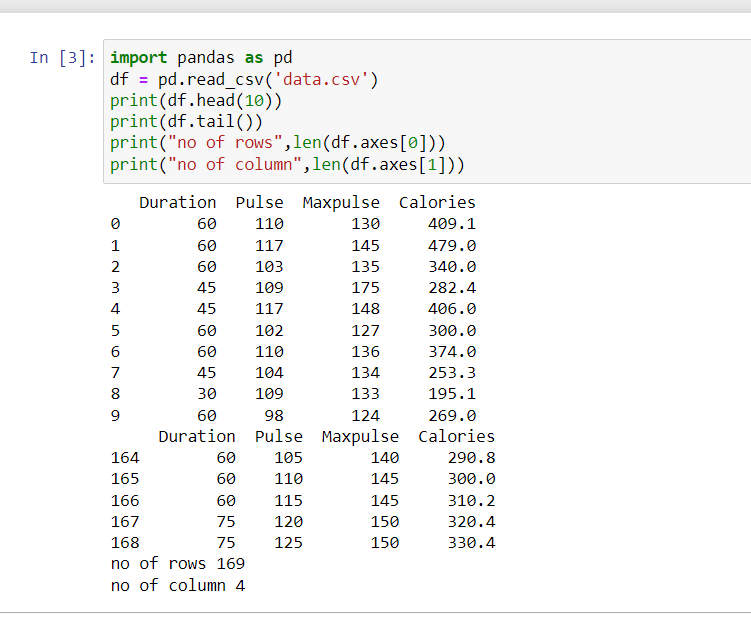 In [3]: import pandas as pd
df = pd.read_csv('data.csv')
print(df.head(10))
print(df.tail())
print("no of rows",len(df.axes[0]))
print("no of column",len(df.axes[1]))
Duration Pulse Maxpulse Calories
0 60 110 130 409.1
1 60 117 145 479.0
2 60 103 135 340.0
3 45 109 175 282.4
4 45 117 148 406.0
5 60 102 127 300.0
6 60 110 136 374.0
7 45 104 134 253.3
8 30 109 133 195.1
9 60 98 124 269.0
Duration Pulse Maxpulse Calories
164 60 105 140 290.8
165 60 110 145 300.0
166 60 115 145 310.2
167 75 120 150 320.4
168 75 125 150 330.4
no of rows 169
no of column 4